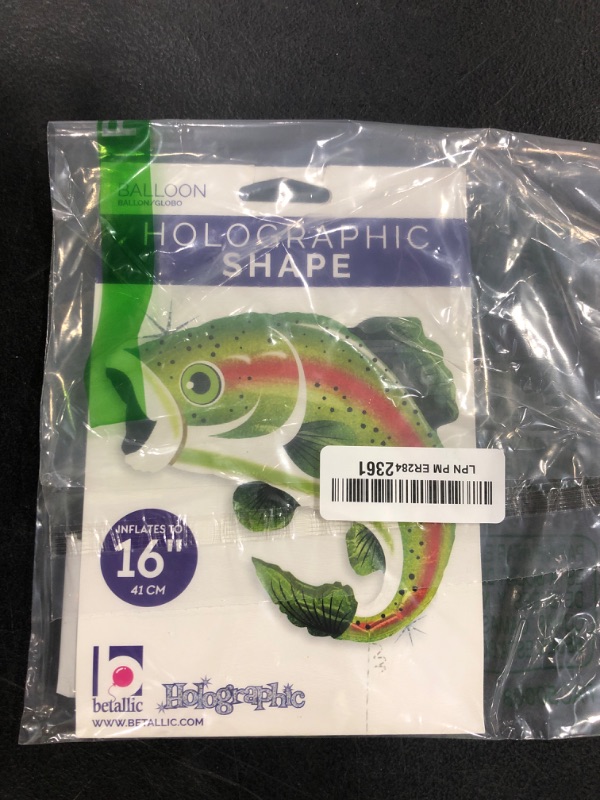 BALLOON
BALLON/GLOBO
HOLOGRAPHIC
SHAPE
LPN PM ER2842361
INFLATES TO
16"
41 CM
b
betallic
Holographic
WWW.BETALLIC.COM